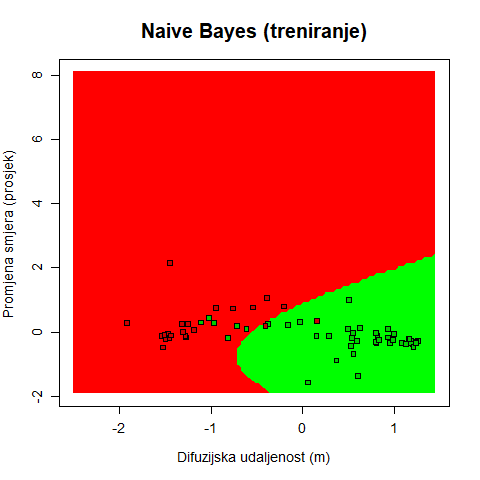 Naive Bayes (treniranje)
Promjena smjera (prosjek)
8
6
4
2
0
-2
-2 -1 0 1
Difuzijska udaljenost (m)